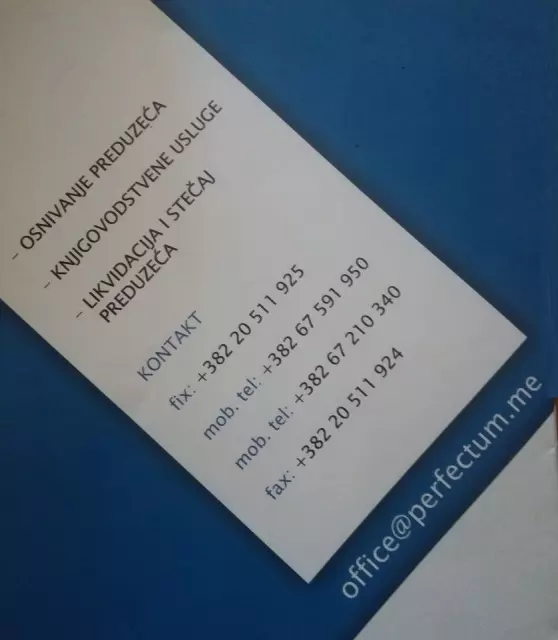 – OSNIVANJE PREDUZEĆA
– KNJIGOVODSTVENE USLUGE
– LIKVIDACIJA I STEČAJ
PREDUZEĆA
KONTAKT
fix: +382 20 511 925
mob. tel: +382 67 591 950
mob. tel: +382 67 210 340
fax: +382 20 511 924
office@perfectum.me